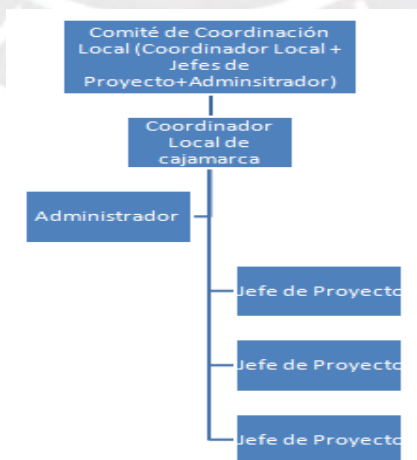 Comité de Coordinación
Local (Coordinador Local +
Jefes de
Proyecto+Adminsitrador)
Coordinador
Local de
cajamarca
Administrador
Jefe de Proyecto
Jefe de Proyecto
Jefe de Proyecto